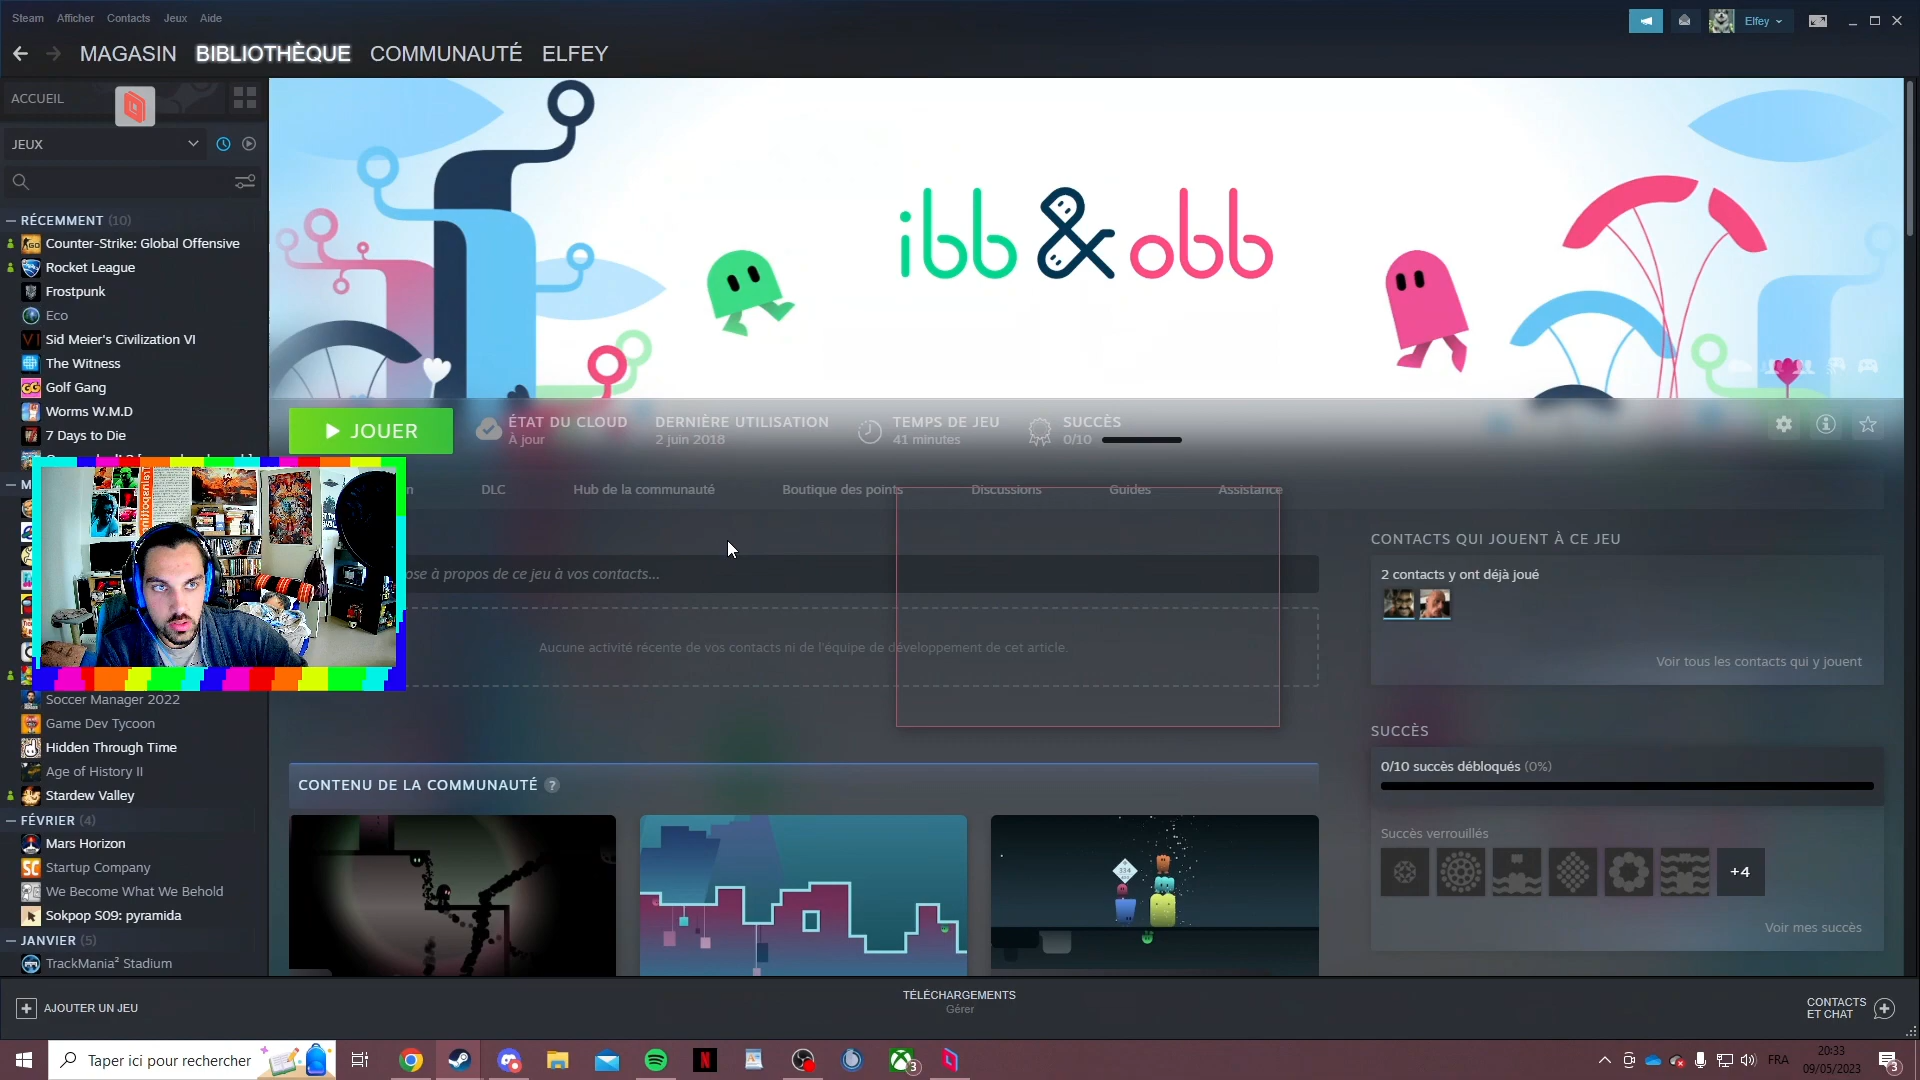 Steam Afficher Contacts Jeux Aide
Elfey
MAGASIN BIBLIOTHÈQUE COMMUNAUTÉ ELFEY
ACCUEIL
JEUX
ibb & obb
— RÉCEMMENT (10)
Counter-Strike: Global Offensive
Rocket League
Frostpunk
Eco
Sid Meier's Civilization VI
The Witness
Golf Gang
Worms W.M.D
7 Days to Die
Soccer Manager 2022
Game Dev Tycoon
Hidden Through Time
Age of History II
Stardew Valley
— FÉVRIER (4)
Mars Horizon
Startup Company
We Become What We Behold
Sokpop S09: pyramida
— JANVIER (5)
TrackMania² Stadium
JOUER
ÉTAT DU CLOUD
À jour
DERNIÈRE UTILISATION
2 juin 2018
TEMPS DE JEU
41 minutes
SUCCÈS
0/10
DLC Hub de la communauté Boutique des points Discussions Guides Assistance
ose à propos de ce jeu à vos contacts...
Aucune activité récente de vos contacts ni de l'équipe de développement de cet article.
CONTENU DE LA COMMUNAUTÉ ?
334
CONTACTS QUI JOUENT À CE JEU
2 contacts y ont déjà joué
Voir tous les contacts qui y jouent
SUCCÈS
0/10 succès débloqués (0%)
Succès verrouillés
+4
Voir mes succès
AJOUTER UN JEU
TÉLÉCHARGEMENTS
Gérer
CONTACTS
ET CHAT
Taper ici pour rechercher
3
FRA
20:33
09/05/2023
3